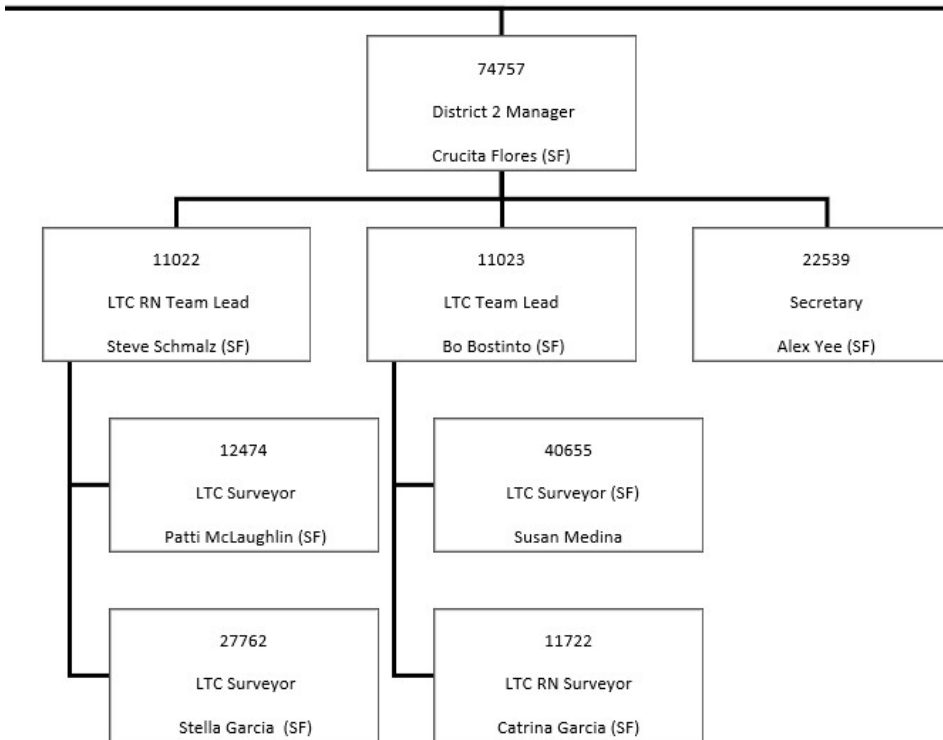 74757
District 2 Manager
Crucita Flores (SF)
11022
LTC RN Team Lead
Steve Schmalz (SF)
11023
LTC Team Lead
Bo Bostinto (SF)
22539
Secretary
Alex Yee (SF)
12474
LTC Surveyor
Patti McLaughlin (SF)
40655
LTC Surveyor (SF)
Susan Medina
27762
LTC Surveyor
Stella Garcia (SF)
11722
LTC RN Surveyor
Catrina Garcia (SF)